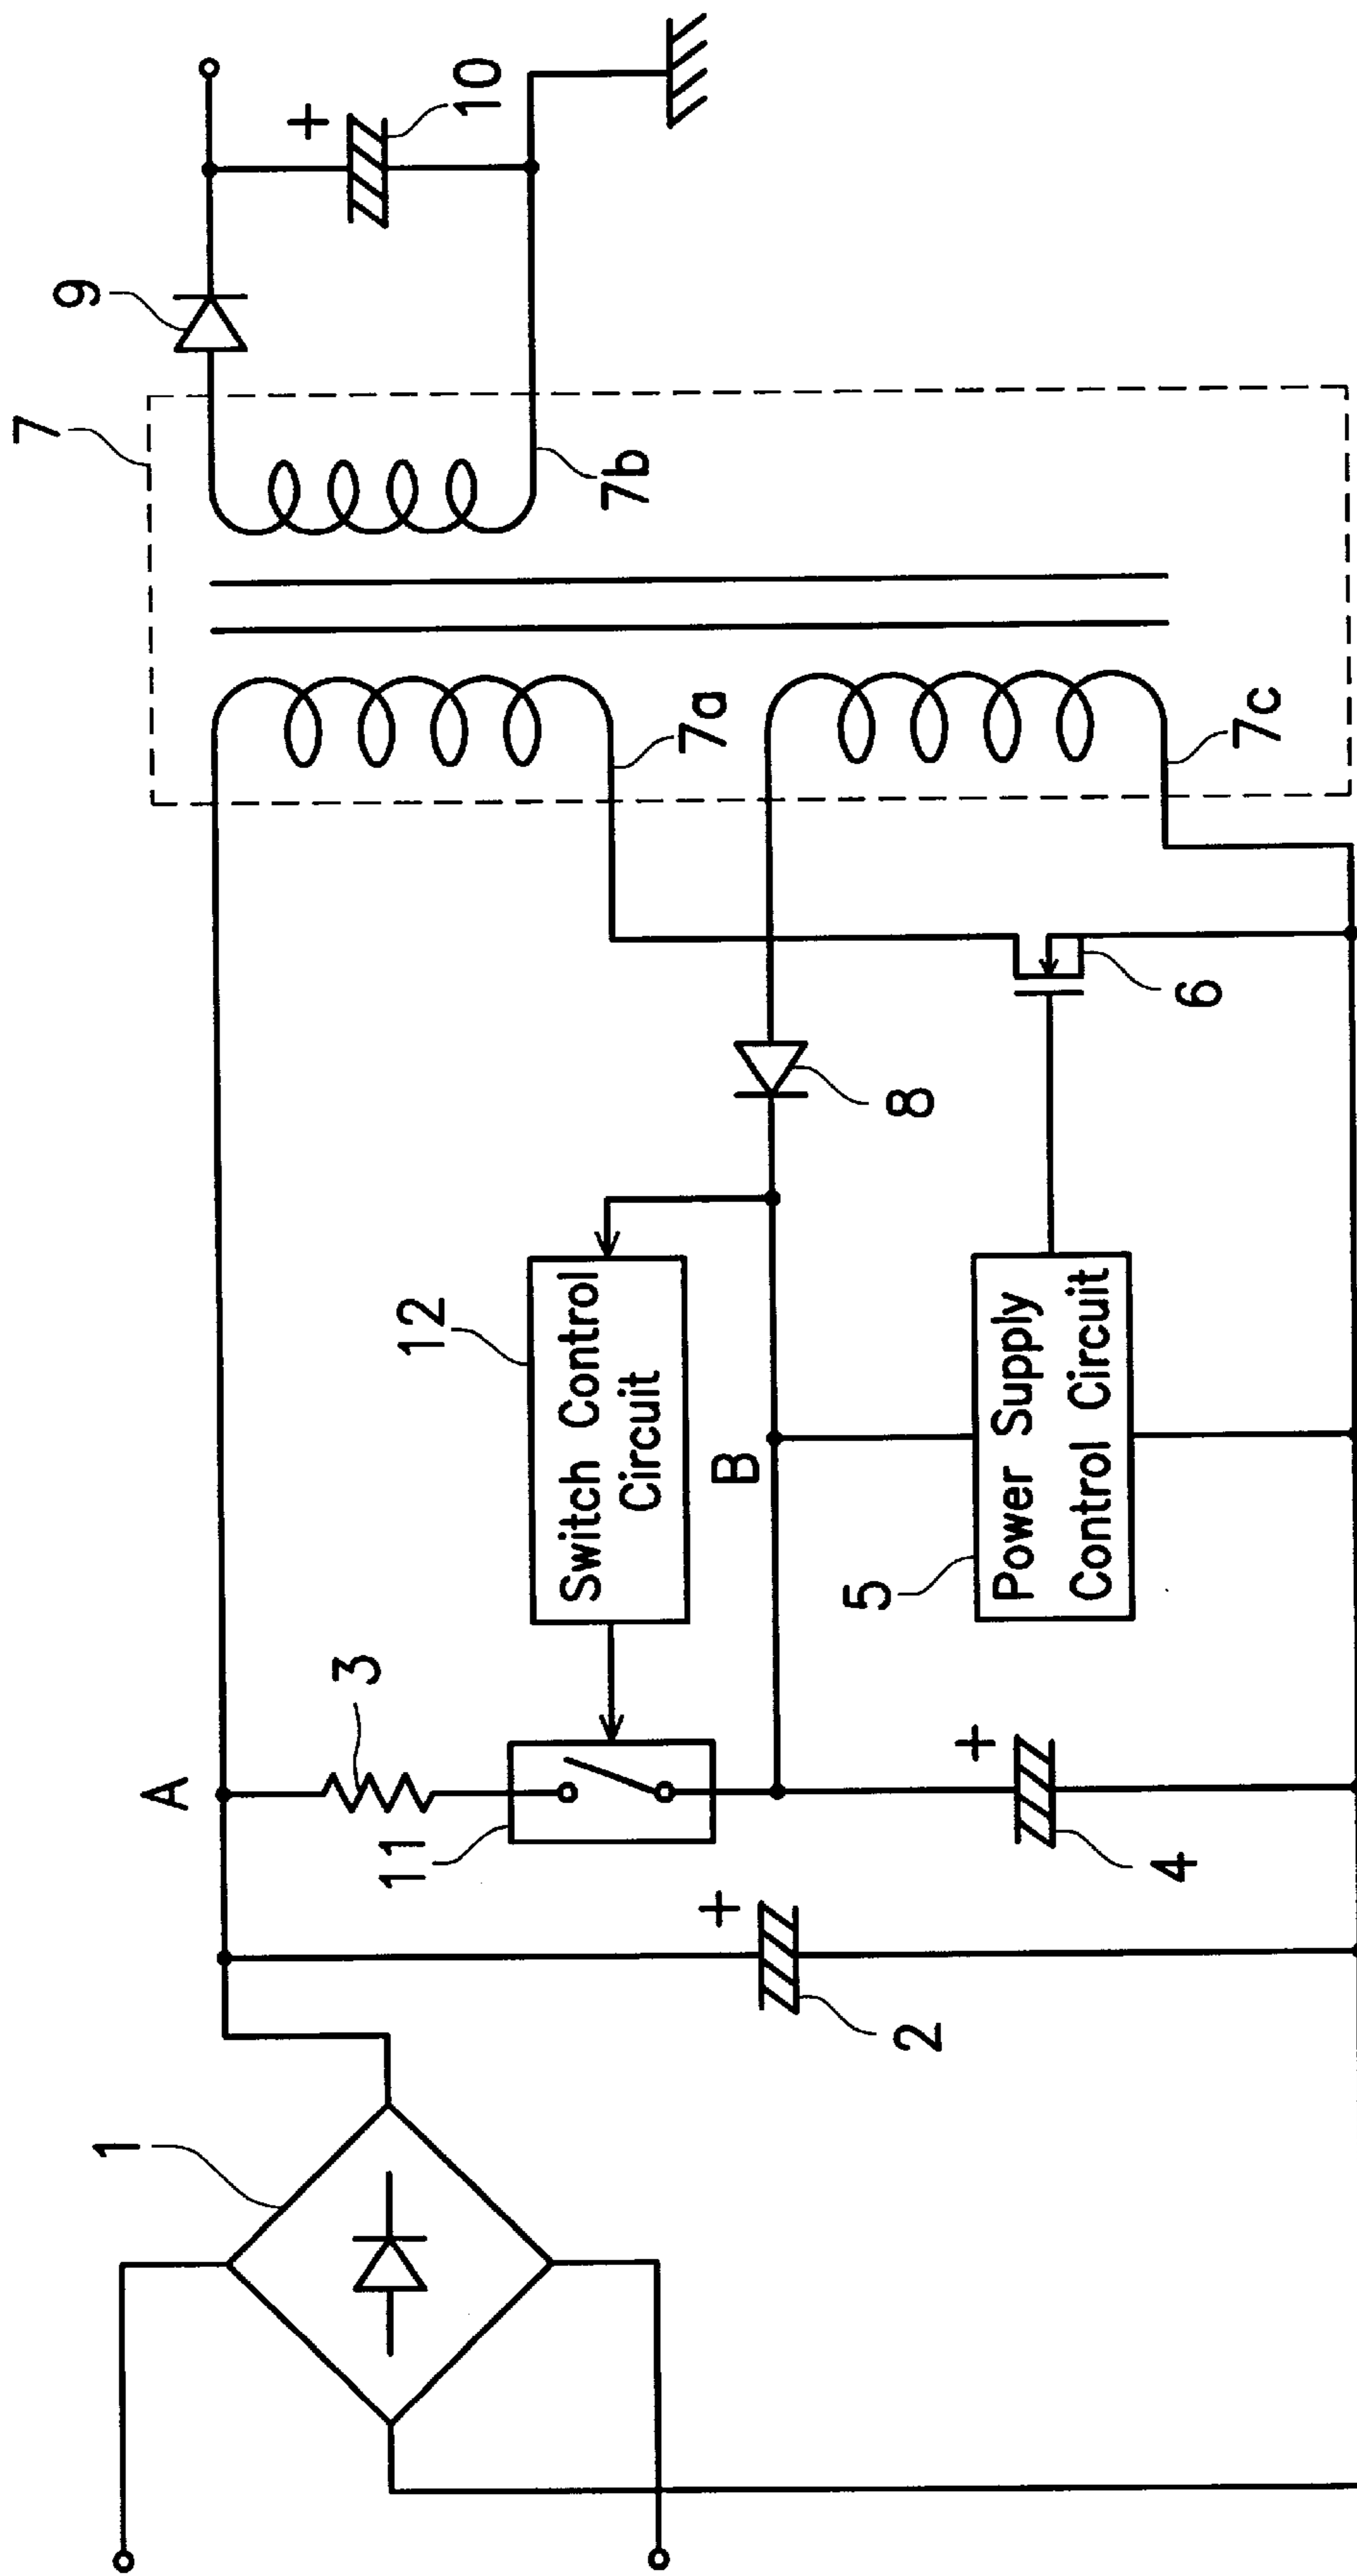 1
2
A
3
11
4
12
Switch Control
Circuit
B
5
Power Supply
Control Circuit
8
6
7
7a
7b
7c
9
10
+
+
+